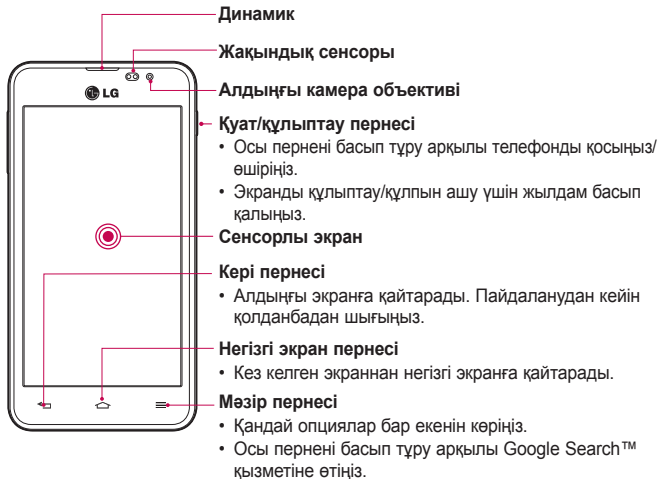 Динамик
Жақындық сенсоры
Алдыңғы камера объективі
LG
Қуат/құлыптау пернесі
• Осы пернені басып тұру арқылы телефонды қосыңыз/
өшіріңіз.
• Экранды құлыптау/құлпын ашу үшін жылдам басып
қалыңыз.
Сенсорлы экран
Кері пернесі
• Алдыңғы экранға қайтарады. Пайдаланудан кейін
қолданбадан шығыңыз.
Негізгі экран пернесі
• Кез келген экраннан негізгі экранға қайтарады.
Мәзір пернесі
• Қандай опциялар бар екенін көріңіз.
• Осы пернені басып тұру арқылы Google Search™
қызметіне өтіңіз.